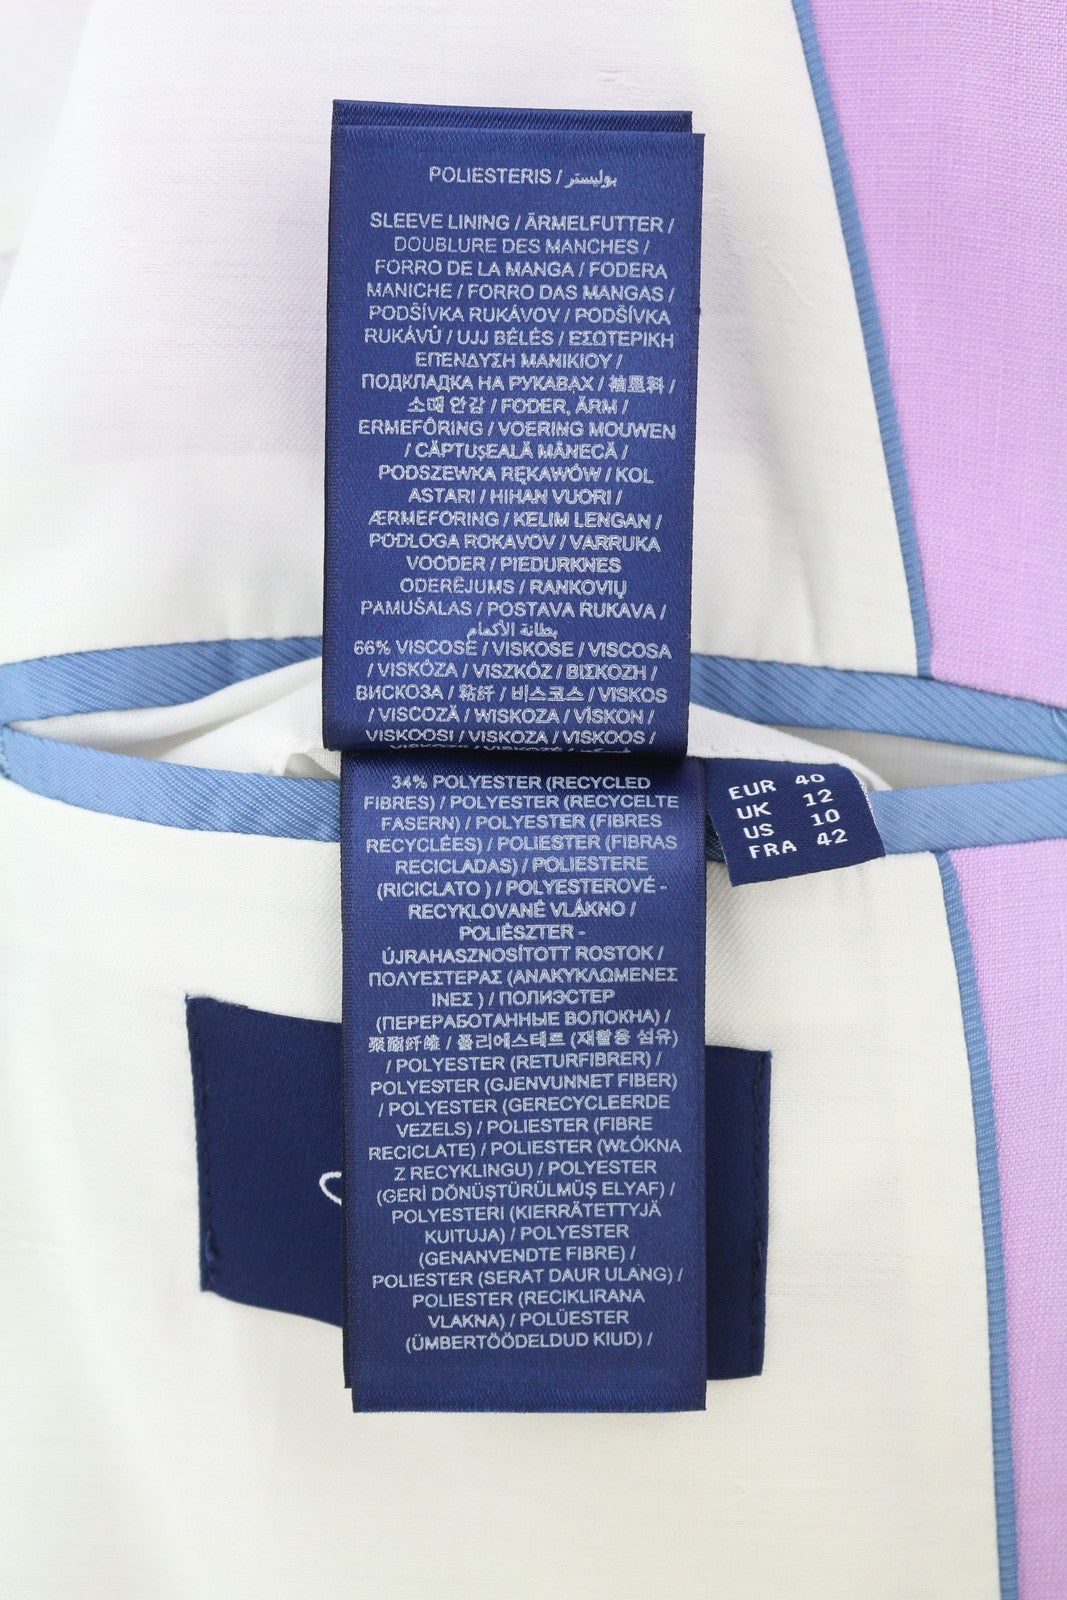 POLIESTERIS / بوليستر
SLEEVE LINING / ÄRMELFUTTER /
DOUBLURE DES MANCHES /
FORRO DE LA MANGA / FODERA
MANICHE / FORRO DAS MANGAS /
PODŠÍVKA RUKÁVOV / PODŠÍVKA
RUKÁVŮ / UJJ BÉLÉS / ΕΣΩΤΕΡΙΚΗ
ΕΠΕΝΔΥΣΗ ΜΑΝΙΚΙΟΥ /
ПОДКЛАДКА НА РУКАВАХ / 袖里料 /
소매 안감 / FODER, ÄRM /
ERMEFÔRING / VOERING MOUWEN
/ CĂPTUȘEALĂ MÂNECĂ /
PODSZEWKA RĘKAWÓW / KOL
ASTARI / HIHAN VUORI /
ÆRMEFORING / KELIM LENGAN /
PODLOGA ROKAVOV / VARRUKA
VOODER / PIEDURKNES
ODERĒJUMS / RANKOVIŲ
PAMUŠALAS / POSTAVA RUKAVA /
بطانة الأكمام
66% VISCOSE / VISKOSE / VISCOSA
/ VISKÓZA / VISZKÓZ / ΒΙΣΚΟΖΗ /
ВИСКОЗА / 粘纤 / 비스코스 / VISKOS
/ VISCOZĂ / WISKOZA / VİSKON /
VISKOOSI / VISKOZA / VISKOOS /
34% POLYESTER (RECYCLED
FIBRES) / POLYESTER (RECYCELTE
FASERN) / POLYESTER (FIBRES
RECYCLÉES) / POLIESTER (FIBRAS
RECICLADAS) / POLIESTERE
(RICICLATO ) / POLYESTEROVÉ -
RECYKLOVANÉ VLÁKNO /
POLIÉSZTER -
ÚJRAHASZNOSÍTOTT ROSTOK /
ΠΟΛΥΕΣΤΕΡΑΣ (ΑΝΑΚΥΚΛΩΜΕΝΕΣ
ΙΝΕΣ ) / ПОЛИЭСТЕР
(ПЕРЕРАБОТАННЫЕ ВОЛОКНА) /
聚酯纤维 / 폴리에스테르 (재활용 섬유)
/ POLYESTER (RETURFIBRER) /
POLYESTER (GJENVUNNET FIBER)
/ POLYESTER (GERECYCLEERDE
VEZELS) / POLIESTER (FIBRE
RECICLATE) / POLIESTER (WŁÓKNA
Z RECYKLINGU) / POLYESTER
(GERİ DÖNÜŞTÜRÜLMÜŞ ELYAF) /
POLYESTERI (KIERRÄTETTYJÄ
KUITUJA) / POLYESTER
(GENANVENDTE FIBRE) /
POLIESTER (SERAT DAUR ULANG) /
POLIESTER (RECIKLIRANA
VLAKNA) / POLÜESTER
(ÜMBERTÖÖDELDUD KIUD) /
EUR 40
UK 12
US 10
FRA 42